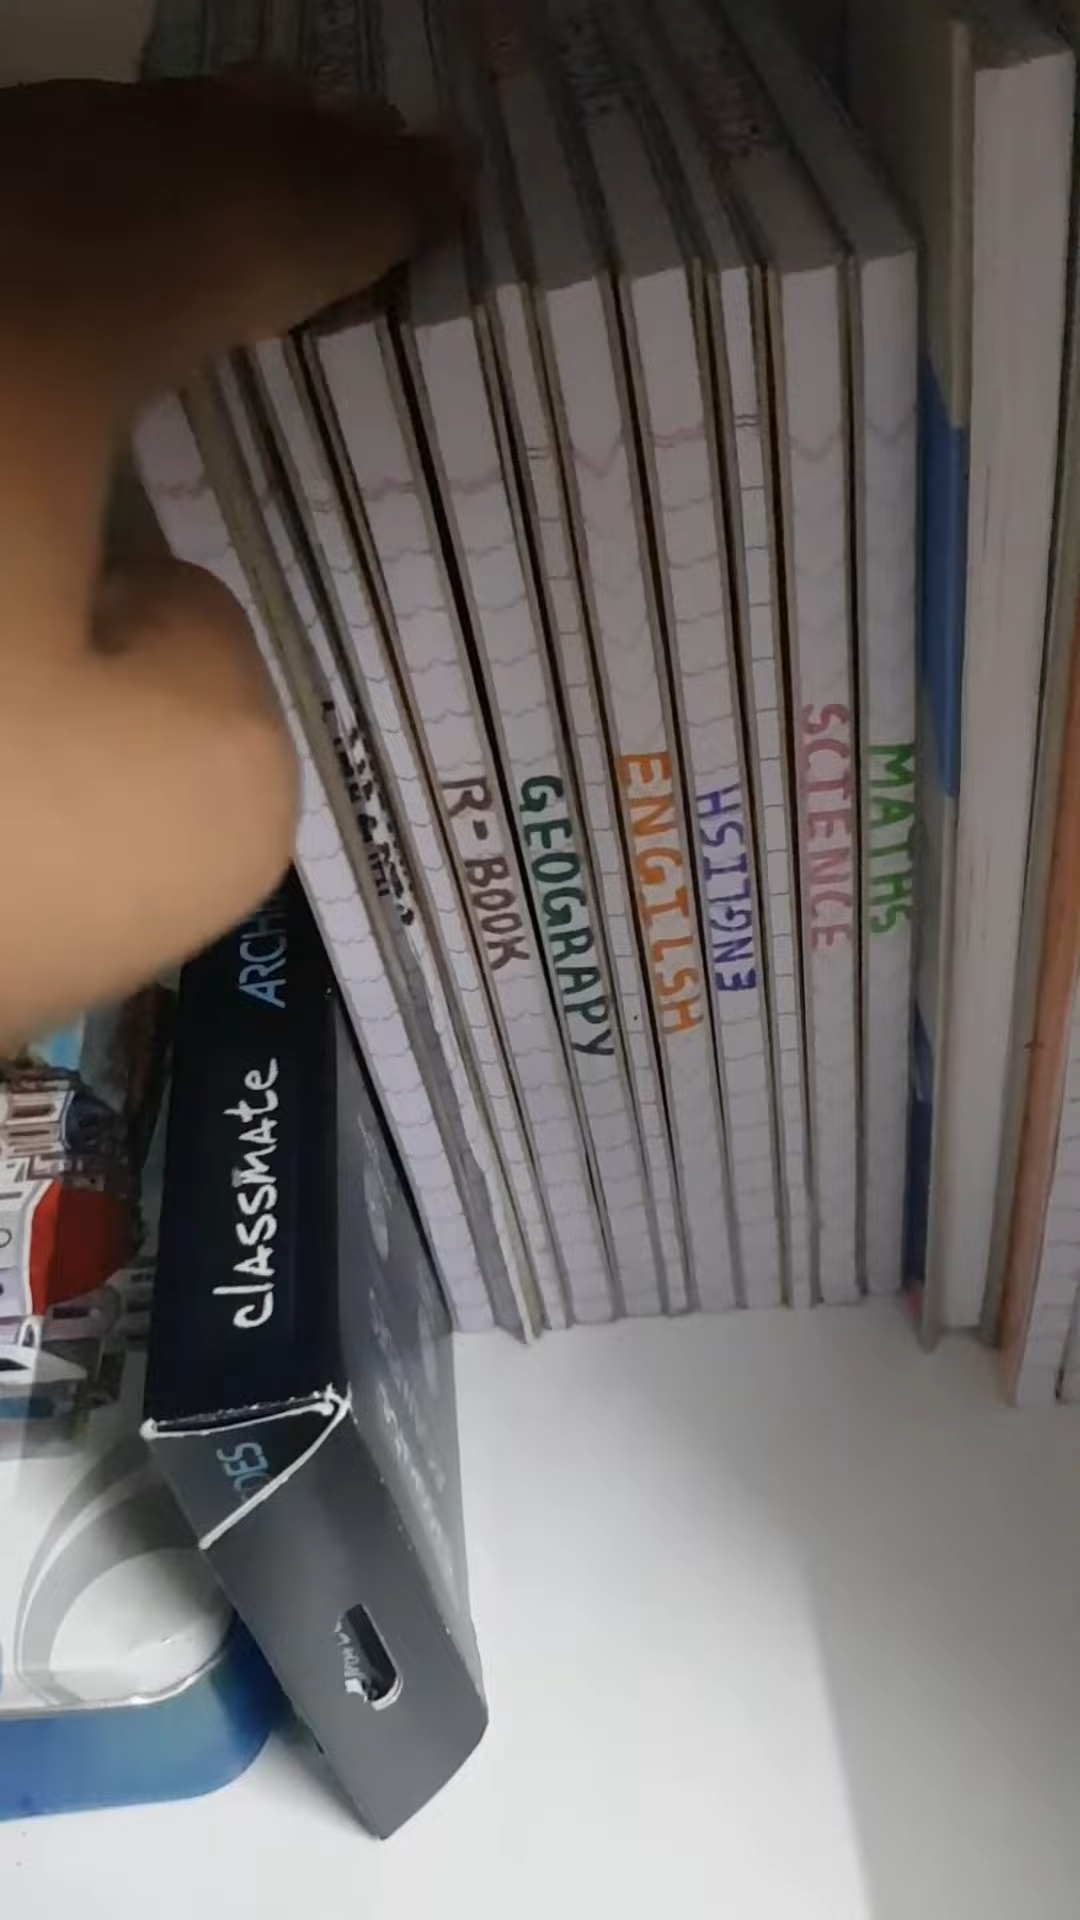 R-BOOK
GEOGRAPY
ENGILSH
ENGLISH
SCIENCE
MATHS
classmate
ARCH
DES